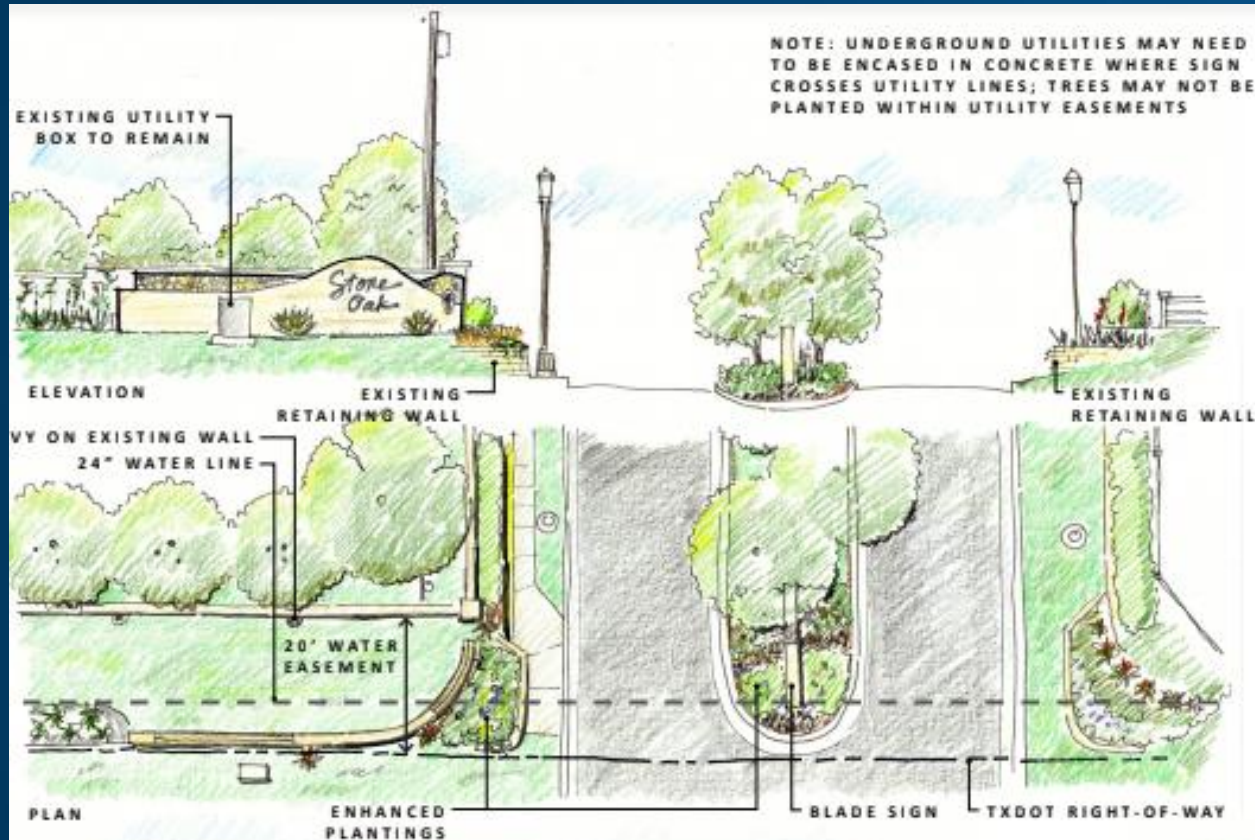 NOTE: UNDERGROUND UTILITIES MAY NEED
TO BE ENCASED IN CONCRETE WHERE SIGN
CROSSES UTILITY LINES; TREES MAY NOT BE
PLANTED WITHIN UTILITY EASEMENTS
EXISTING UTILITY
BOX TO REMAIN
Stone
Oak
ELEVATION
EXISTING
RETAINING WALL
EXISTING
RETAINING WALL
VY ON EXISTING WALL
24" WATER LINE
20' WATER
EASEMENT
PLAN
ENHANCED
PLANTINGS
BLADE SIGN
TXDOT RIGHT-OF-WAY